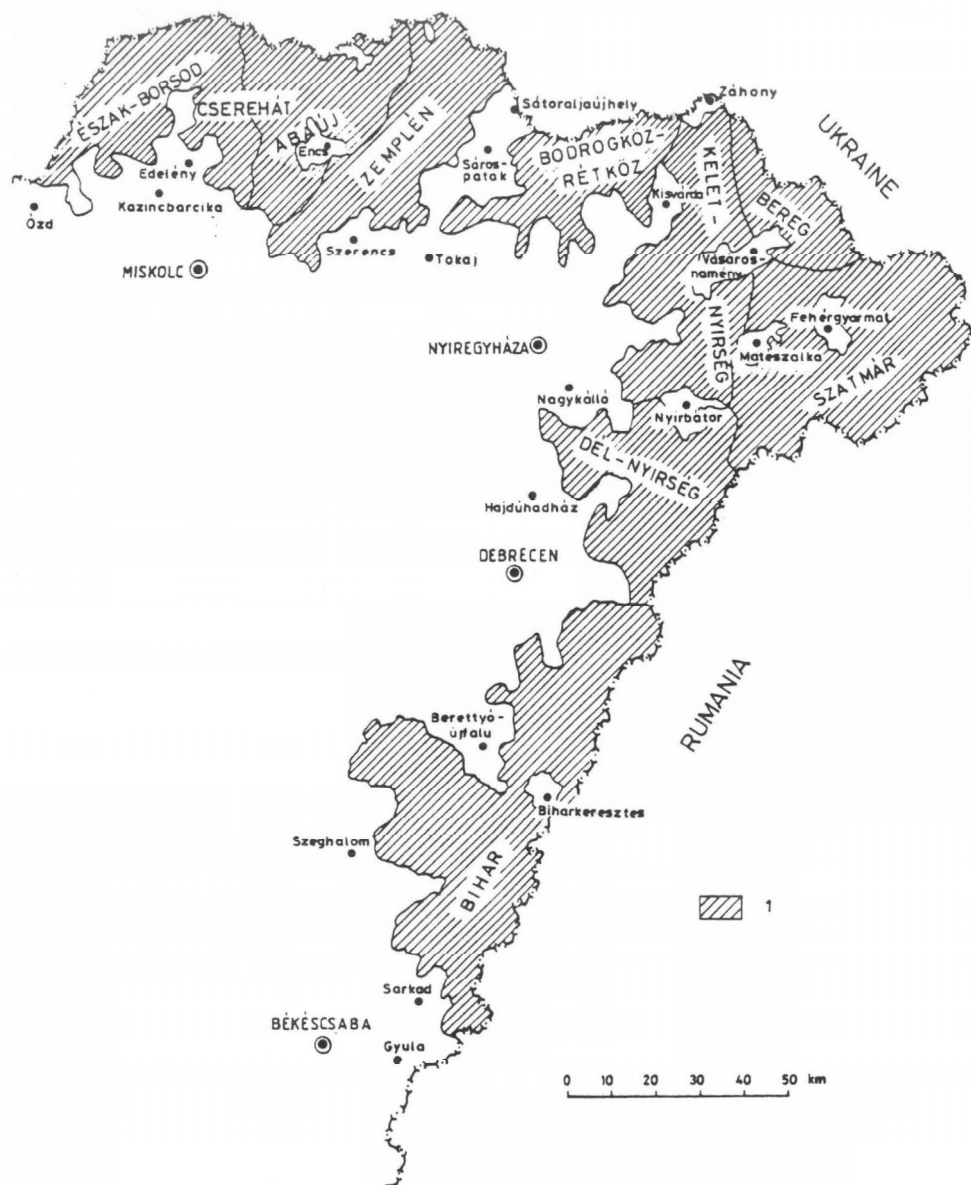 ÉSZAK-BORSOD
CSEREHÁT
ABAÚJ
Encs
ZEMPLÉN
Sátoraljaújhely
Záhony
UKRAINE
Edelény
Sáros-
patak
BODROGKÖZ-
RÉTKÖZ
KELET-
NYÍRSÉG
BEREG
Kisvárda
Ózd
Kazincbarcika
Szerencs
Tokaj
Vásáros-
namény
MISKOLC
Fehérgyarmat
NYIREGYHÁZA
Mátészalka
SZATMÁR
Nagykálló
Nyírbátor
DÉL-NYÍRSÉG
Hajdúhadház
DEBRECEN
RUMANIA
Berettyó-
újfalu
Biharkeresztes
Szeghalom
BIHAR
1
Sarkad
BÉKÉSCSABA
Gyula
0 10 20 30 40 50 km